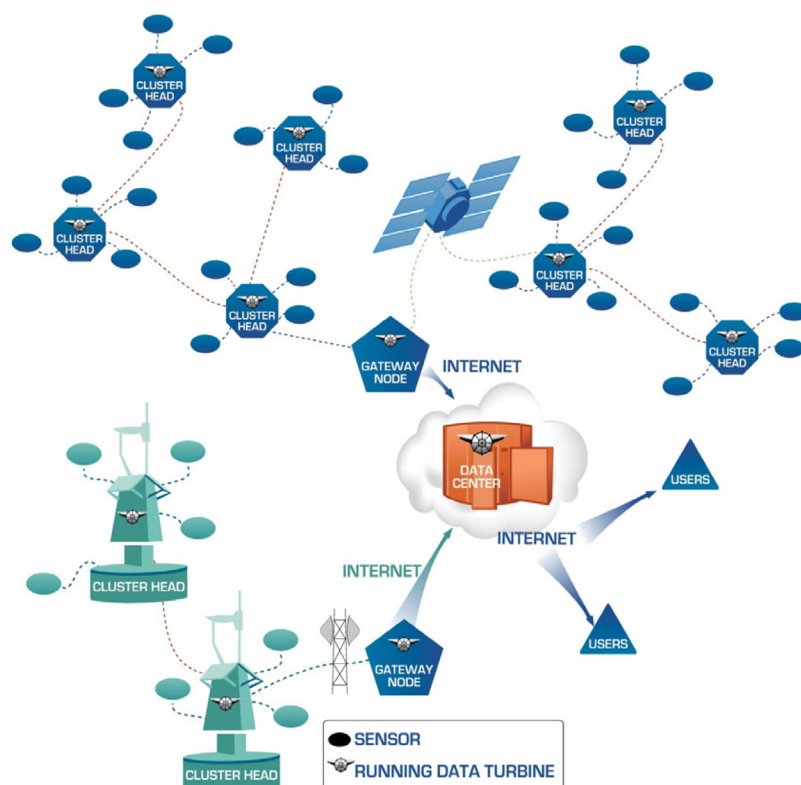 CLUSTER
HEAD
CLUSTER
HEAD
CLUSTER
HEAD
CLUSTER
HEAD
CLUSTER
HEAD
CLUSTER
HEAD
CLUSTER
HEAD
GATEWAY
NODE
INTERNET
DATA
CENTER
USERS
INTERNET
INTERNET
CLUSTER HEAD
USERS
GATEWAY
NODE
CLUSTER HEAD
SENSOR
RUNNING DATA TURBINE